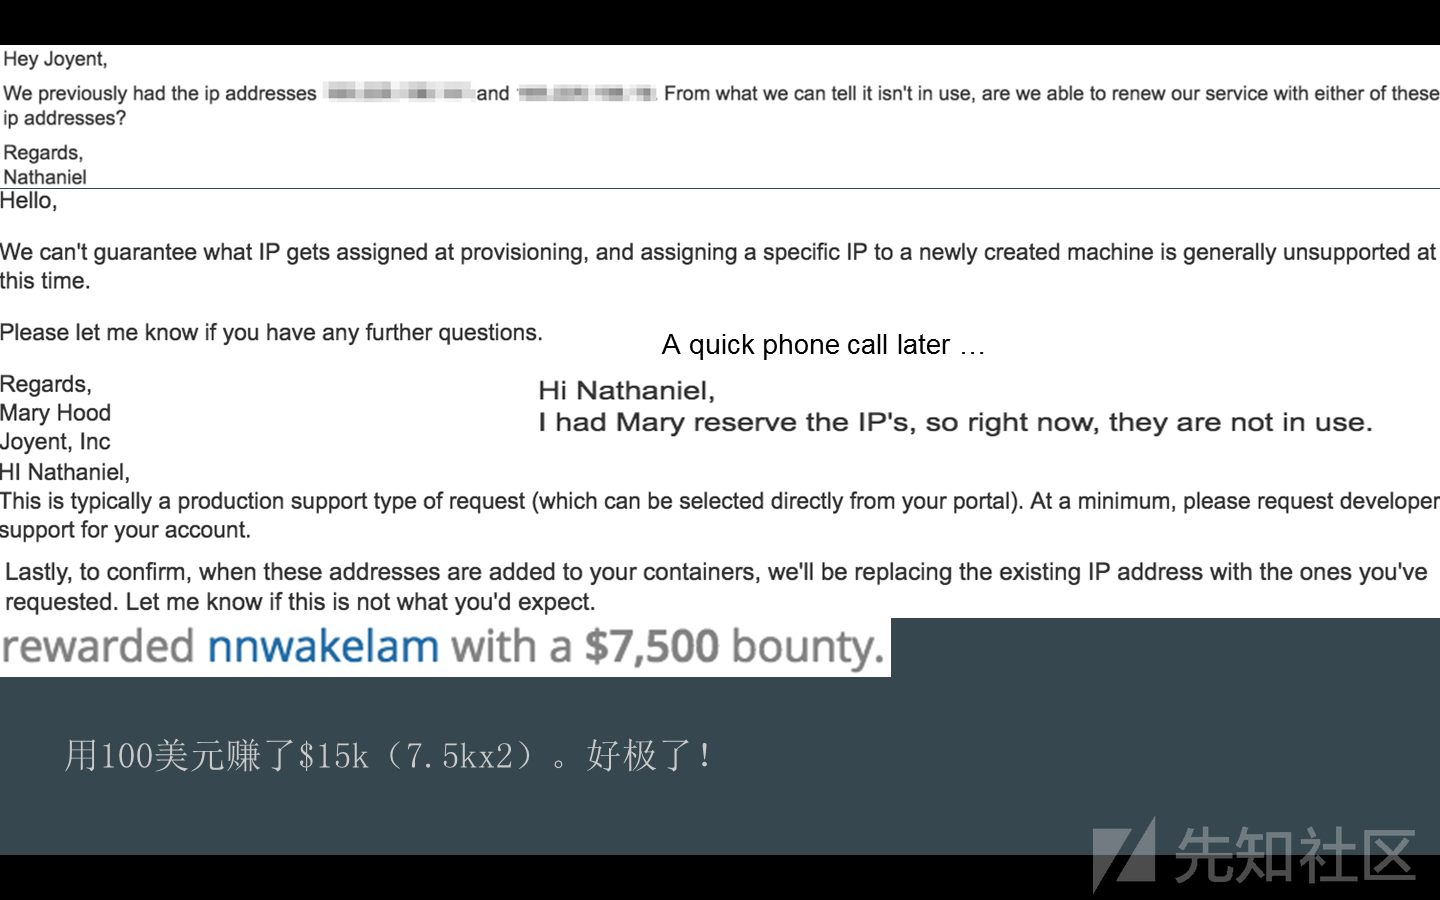 Hey Joyent,
We previously had the ip addresses and . From what we can tell it isn't in use, are we able to renew our service with either of these
ip addresses?
Regards,
Nathaniel
Hello,
We can't guarantee what IP gets assigned at provisioning, and assigning a specific IP to a newly created machine is generally unsupported at
this time.
Please let me know if you have any further questions.
A quick phone call later …
Regards,
Mary Hood
Joyent, Inc
Hi Nathaniel,
I had Mary reserve the IP's, so right now, they are not in use.
HI Nathaniel,
This is typically a production support type of request (which can be selected directly from your portal). At a minimum, please request developer
support for your account.
Lastly, to confirm, when these addresses are added to your containers, we'll be replacing the existing IP address with the ones you've
requested. Let me know if this is not what you'd expect.
rewarded nnwakelam with a $7,500 bounty.
用100美元赚了$15k（7.5kx2）。好极了！
先知社区